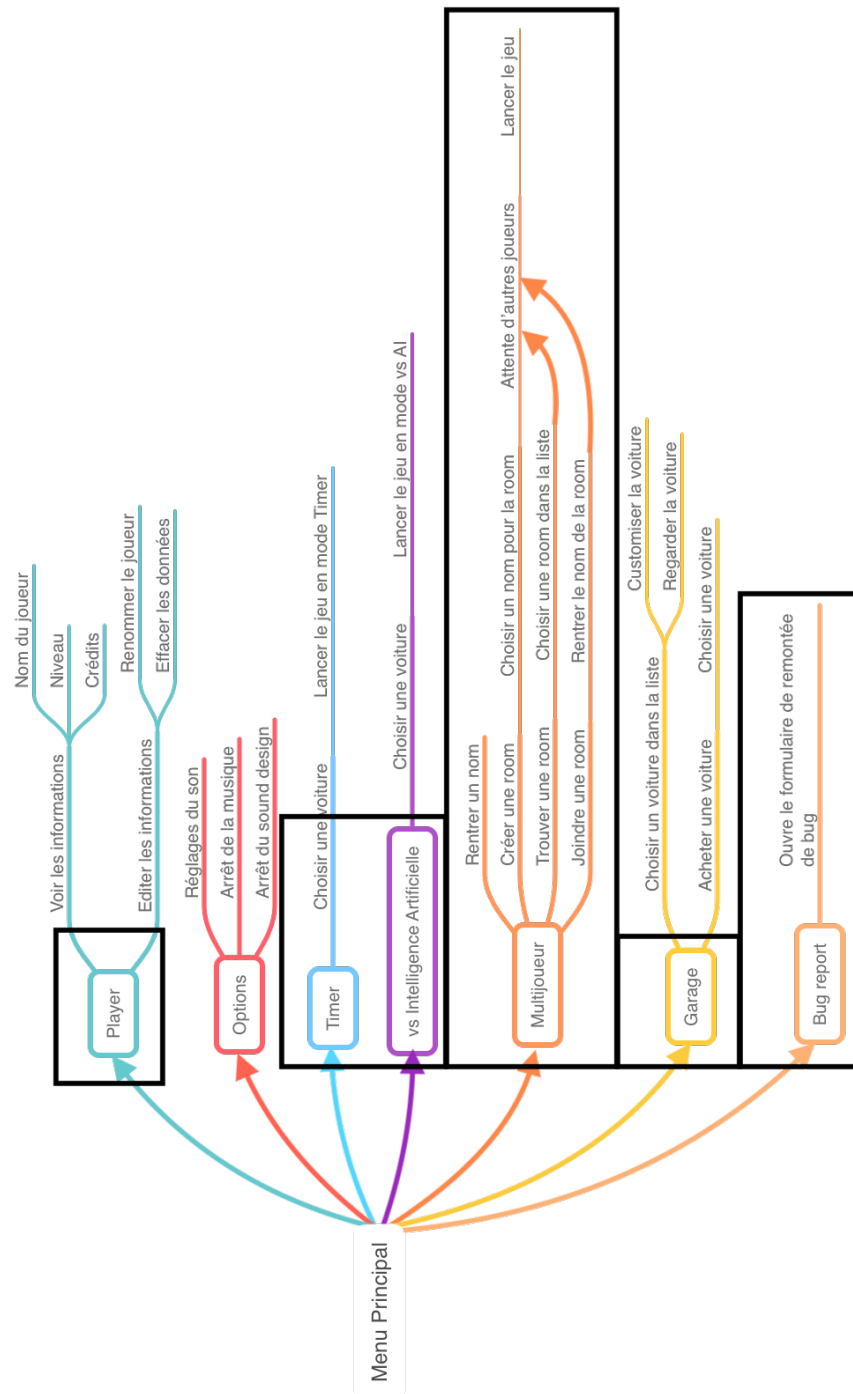 Menu Principal
Player
Voir les informations
Nom du joueur
Niveau
Crédits
Editer les informations
Renommer le joueur
Effacer les données
Options
Réglages du son
Arrêt de la musique
Arrêt du sound design
Timer
Choisir une voiture
Lancer le jeu en mode Timer
vs Intelligence Artificielle
Choisir une voiture
Lancer le jeu en mode vs AI
Multijoueur
Rentrer un nom
Créer une room
Choisir un nom pour la room
Attente d'autres joueurs
Lancer le jeu
Trouver une room
Choisir une room dans la liste
Joindre une room
Rentrer le nom de la room
Garage
Choisir un voiture dans la liste
Customiser la voiture
Regarder la voiture
Acheter une voiture
Choisir une voiture
Bug report
Ouvre le formulaire de remontée
de bug